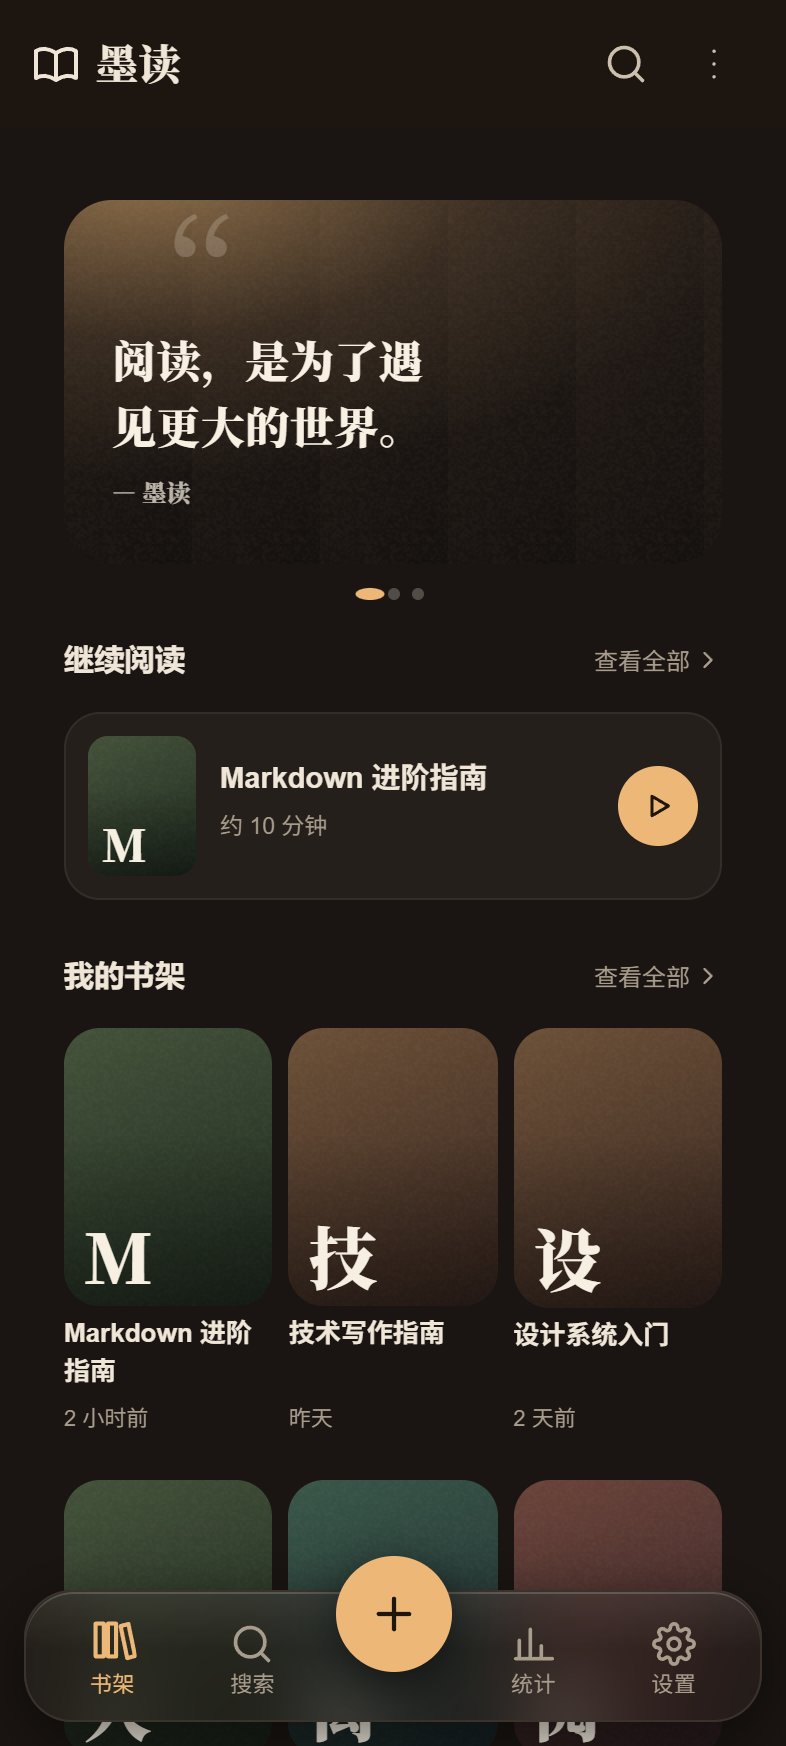 墨读
“
阅读，是为了遇
见更大的世界。
— 墨读
继续阅读
查看全部
M
Markdown 进阶指南
约 10 分钟
我的书架
查看全部
M
技
设
Markdown 进阶
指南
技术写作指南
设计系统入门
2 小时前
昨天
2 天前
书架
搜索
统计
设置